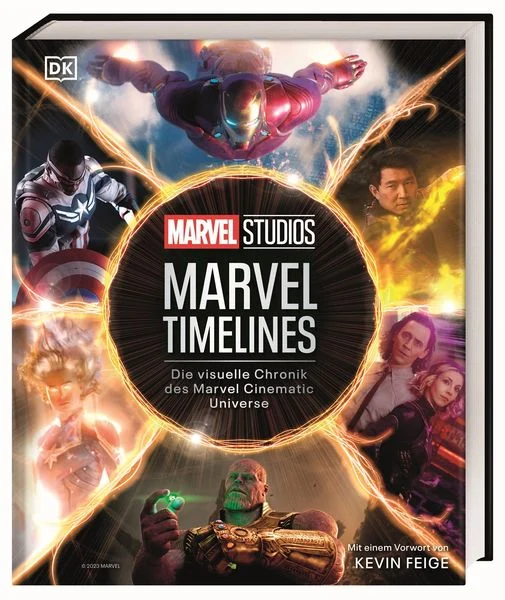 DK
MARVEL STUDIOS
MARVEL
TIMELINES
Die visuelle Chronik
des Marvel Cinematic
Universe
Mit einem Vorwort von
KEVIN FEIGE
© 2023 MARVEL